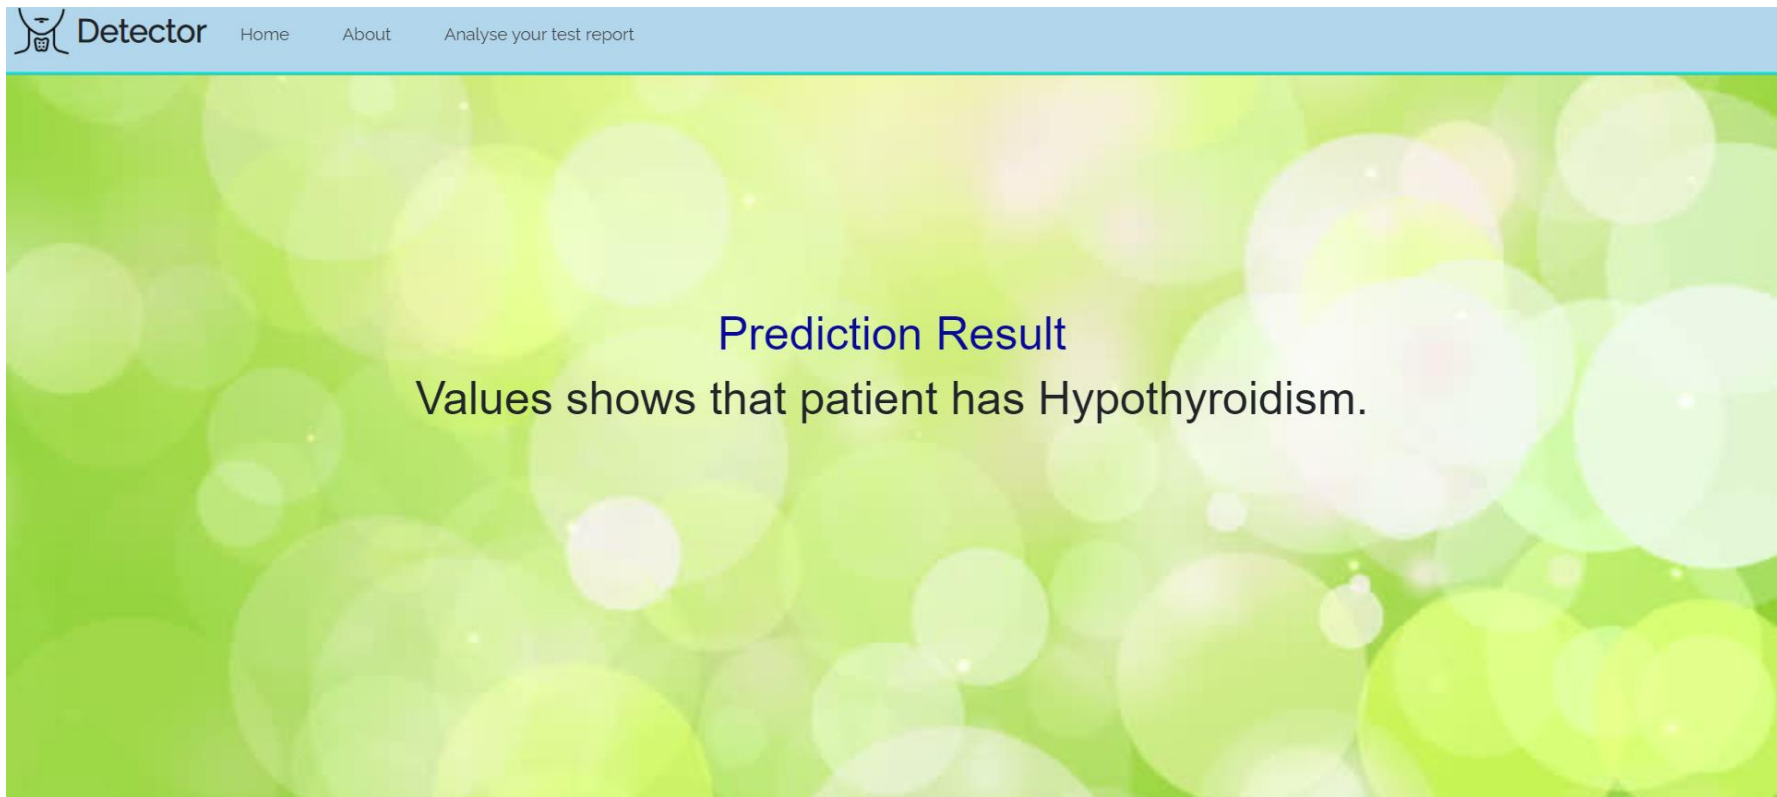 Detector Home About Analyse your test report
Prediction Result
Values shows that patient has Hypothyroidism.